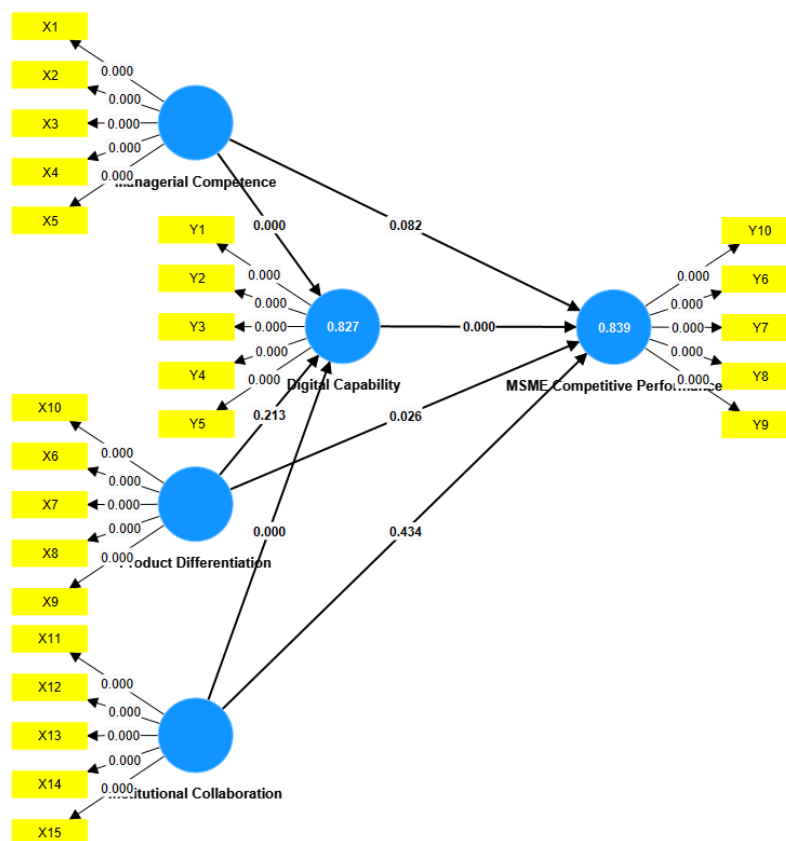 X1
0.000
X2
0.000
X3
0.000
X4
0.000
X5
0.000
Managerial Competence
0.000
0.082
Y1
0.000
Y2
0.000
Y3
0.000
Y4
0.000
Y5
0.000
0.827
Digital Capability
0.000
0.839
MSME Competitive Performance
Y10
0.000
Y6
0.000
Y7
0.000
Y8
0.000
Y9
0.000
X10
0.000
X6
0.000
X7
0.000
X8
0.000
X9
0.000
Product Differentiation
0.213
0.026
0.000
0.434
X11
0.000
X12
0.000
X13
0.000
X14
0.000
X15
0.000
Institutional Collaboration